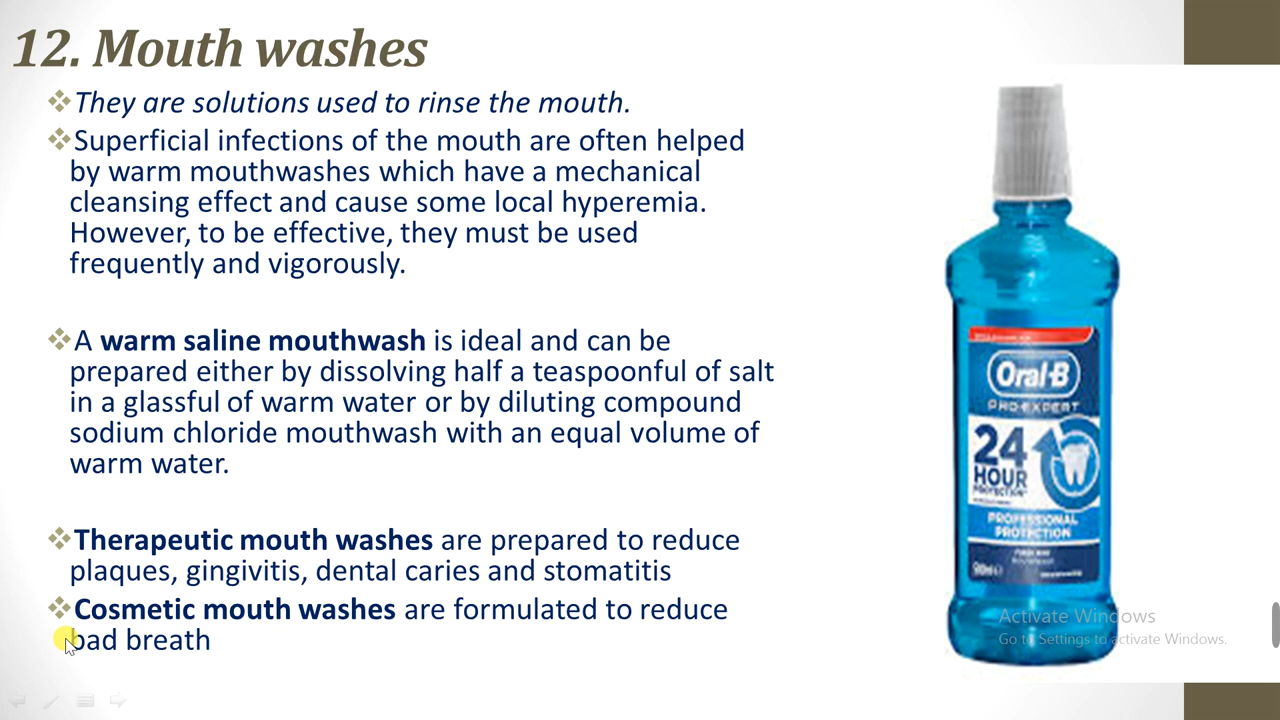 12. Mouth washes
They are solutions used to rinse the mouth.
Superficial infections of the mouth are often helped
by warm mouthwashes which have a mechanical
cleansing effect and cause some local hyperemia.
However, to be effective, they must be used
frequently and vigorously.
A warm saline mouthwash is ideal and can be
prepared either by dissolving half a teaspoonful of salt
in a glassful of warm water or by diluting compound
sodium chloride mouthwash with an equal volume of
warm water.
Therapeutic mouth washes are prepared to reduce
plaques, gingivitis, dental caries and stomatitis
Cosmetic mouth washes are formulated to reduce
bad breath
Oral-B
PRO-EXPERT
24
HOUR
PROTECTION
PROFESSIONAL
PROTECTION
Activate Windows
Go to Settings to activate Windows.